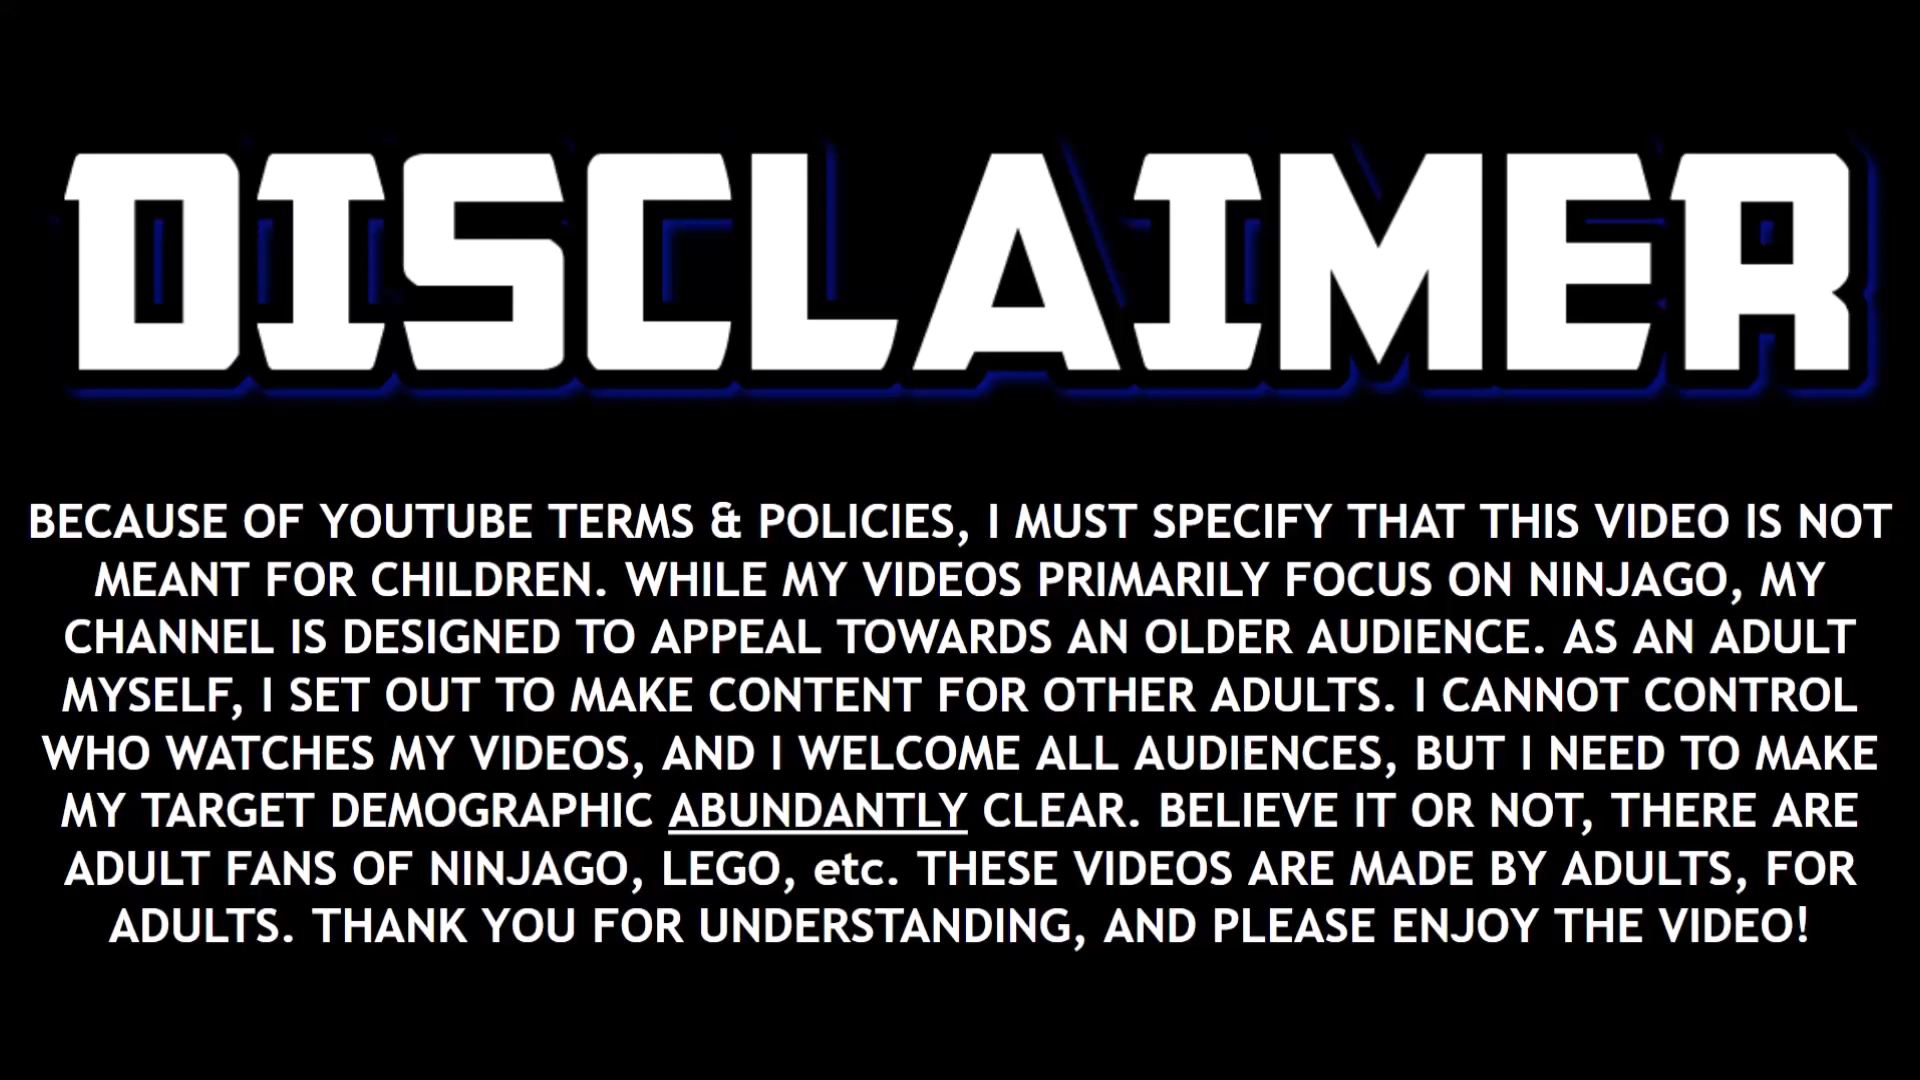 DISCLAIMER
BECAUSE OF YOUTUBE TERMS & POLICIES, I MUST SPECIFY THAT THIS VIDEO IS NOT
MEANT FOR CHILDREN. WHILE MY VIDEOS PRIMARILY FOCUS ON NINJAGO, MY
CHANNEL IS DESIGNED TO APPEAL TOWARDS AN OLDER AUDIENCE. AS AN ADULT
MYSELF, I SET OUT TO MAKE CONTENT FOR OTHER ADULTS. I CANNOT CONTROL
WHO WATCHES MY VIDEOS, AND I WELCOME ALL AUDIENCES, BUT I NEED TO MAKE
MY TARGET DEMOGRAPHIC ABUNDANTLY CLEAR. BELIEVE IT OR NOT, THERE ARE
ADULT FANS OF NINJAGO, LEGO, etc. THESE VIDEOS ARE MADE BY ADULTS, FOR
ADULTS. THANK YOU FOR UNDERSTANDING, AND PLEASE ENJOY THE VIDEO!